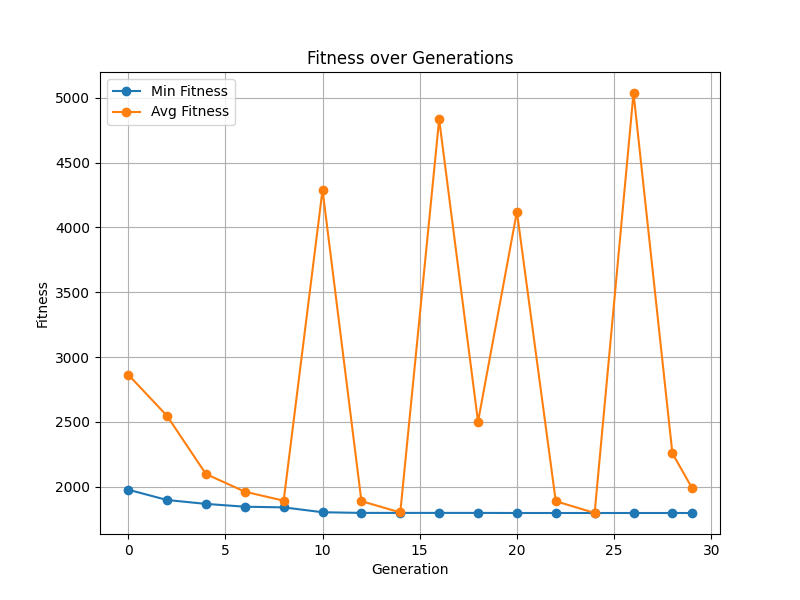 Fitness over Generations
Min Fitness
Avg Fitness
5000
4500
4000
3500
3000
2500
2000
Fitness
0 5 10 15 20 25 30
Generation